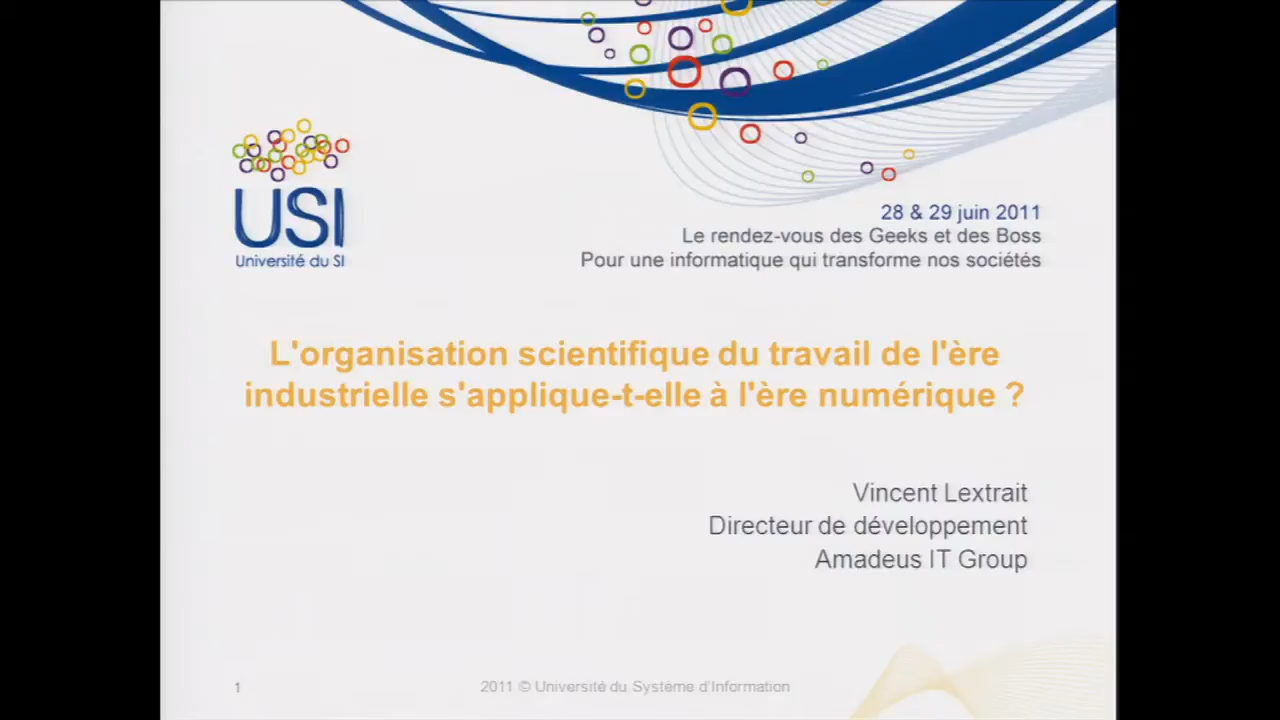 USI
Université du SI
28 & 29 juin 2011
Le rendez-vous des Geeks et des Boss
Pour une informatique qui transforme nos sociétés
L'organisation scientifique du travail de l'ère
industrielle s'applique-t-elle à l'ère numérique ?
Vincent Lextrait
Directeur de développement
Amadeus IT Group
1
2011 © Université du Système d'Information